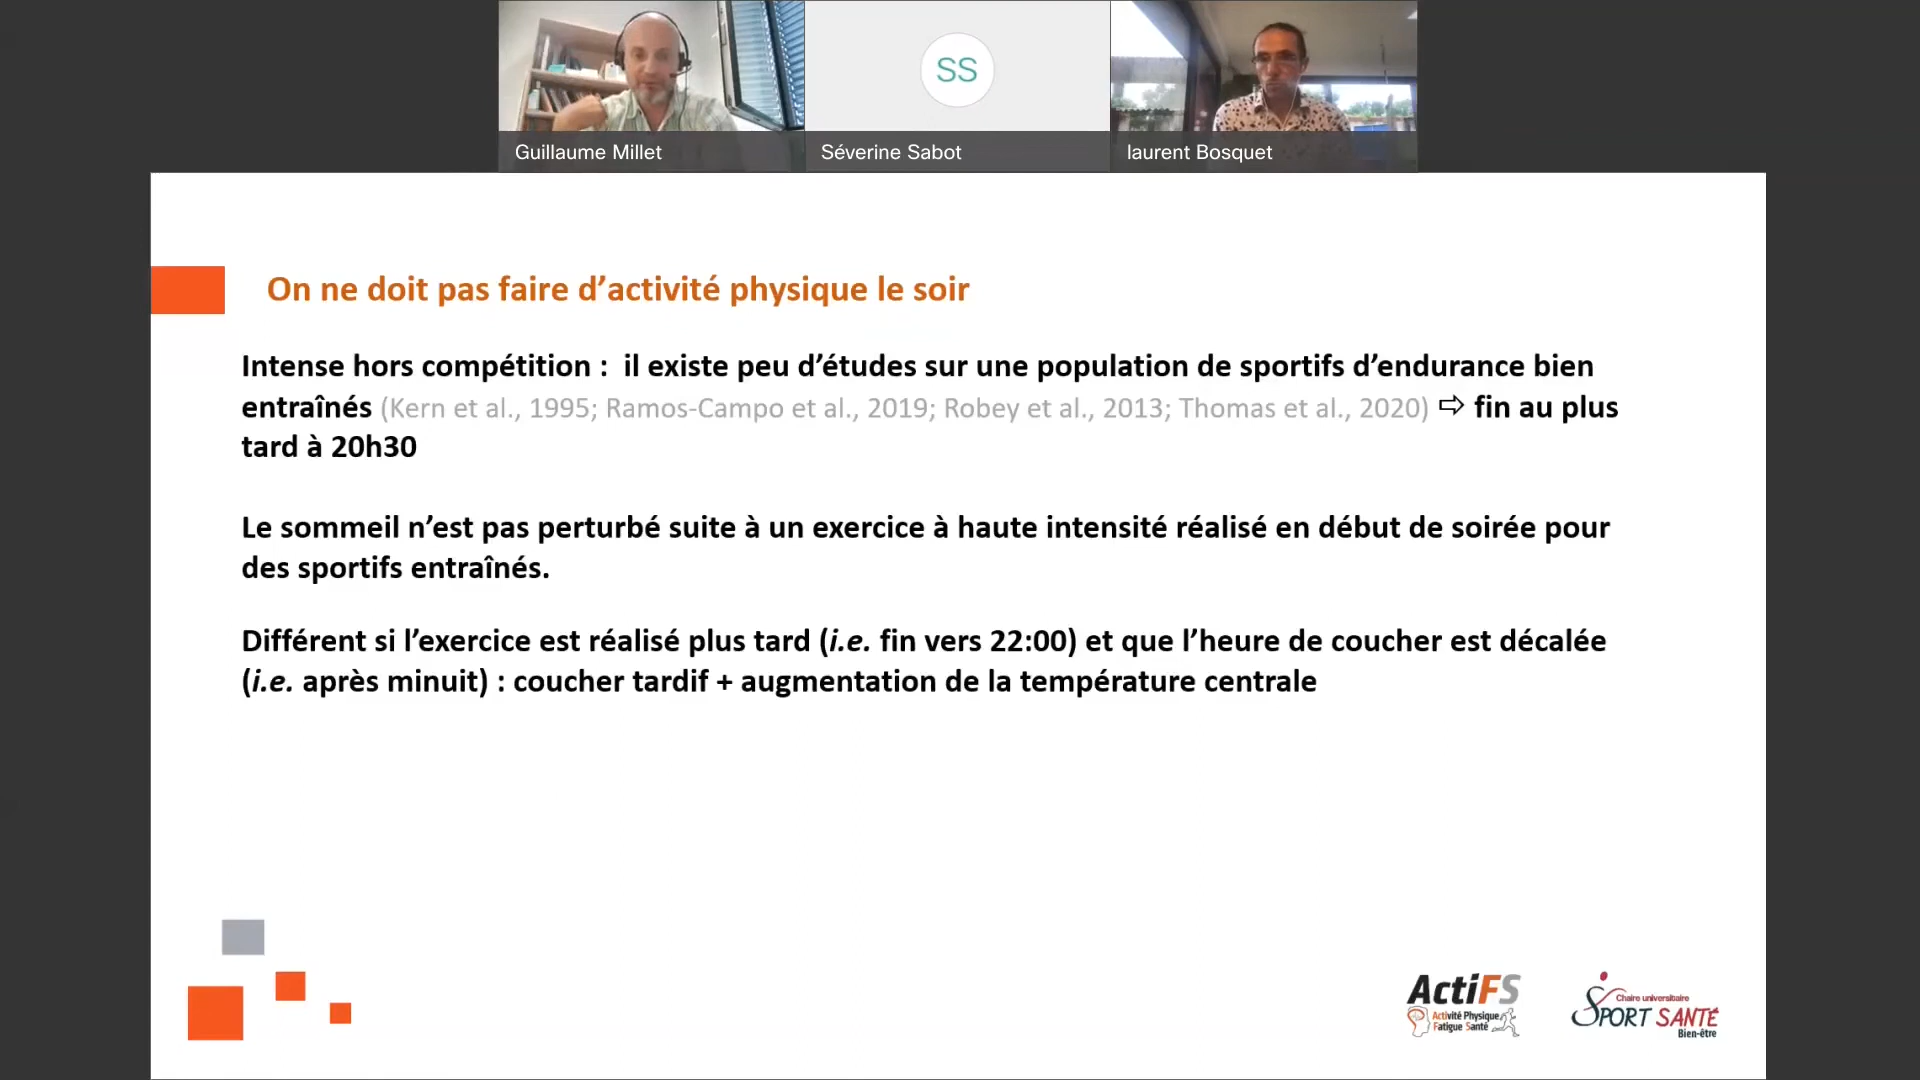 SS
Guillaume Millet
Séverine Sabot
laurent Bosquet
On ne doit pas faire d’activité physique le soir
Intense hors compétition : il existe peu d’études sur une population de sportifs d’endurance bien
entraînés (Kern et al., 1995; Ramos-Campo et al., 2019; Robey et al., 2013; Thomas et al., 2020) ⇨ fin au plus
tard à 20h30
Le sommeil n’est pas perturbé suite à un exercice à haute intensité réalisé en début de soirée pour
des sportifs entraînés.
Différent si l’exercice est réalisé plus tard (i.e. fin vers 22:00) et que l’heure de coucher est décalée
(i.e. après minuit) : coucher tardif + augmentation de la température centrale
ActiFS
Activité Physique
Fatigue Santé
Chaire universitaire
SPORT SANTÉ
Bien-être